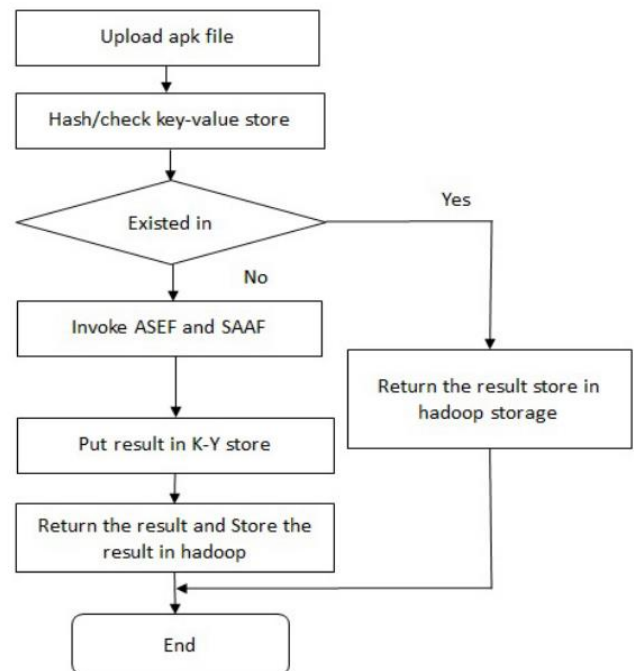 Upload apk file
Hash/check key-value store
Existed in
Yes
No
Invoke ASEF and SAAF
Return the result store in
hadoop storage
Put result in K-Y store
Return the result and Store the
result in hadoop
End